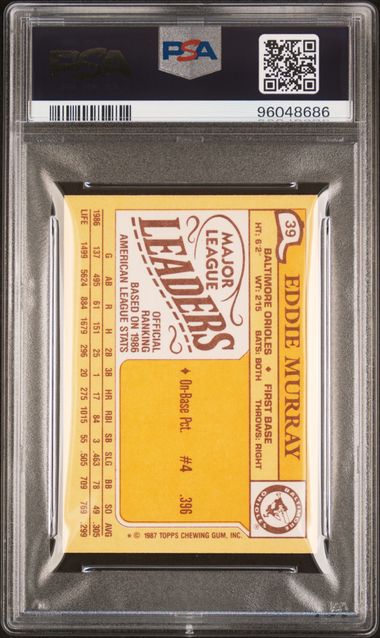 PSA
PSA
96048686
39
EDDIE MURRAY
BALTIMORE ORIOLES ♦ FIRST BASE
HT: 6'2" WT: 215 BATS: BOTH THROWS: RIGHT
BALTIMORE
ORIOLES
MAJOR
LEAGUE
LEADERS
OFFICIAL
RANKING
BASED ON 1986
AMERICAN LEAGUE STATS
♦ On-Base Pct. #4 .396
G AB R H 2B 3B HR RBI SB SLG BB SO AVG
1986 137 495 61 151 25 1 17 84 3 .463 78 49 .305
LIFE 1499 5624 884 1679 296 20 275 1015 55 .505 709 769 .299
* © 1987 TOPPS CHEWING GUM, INC.